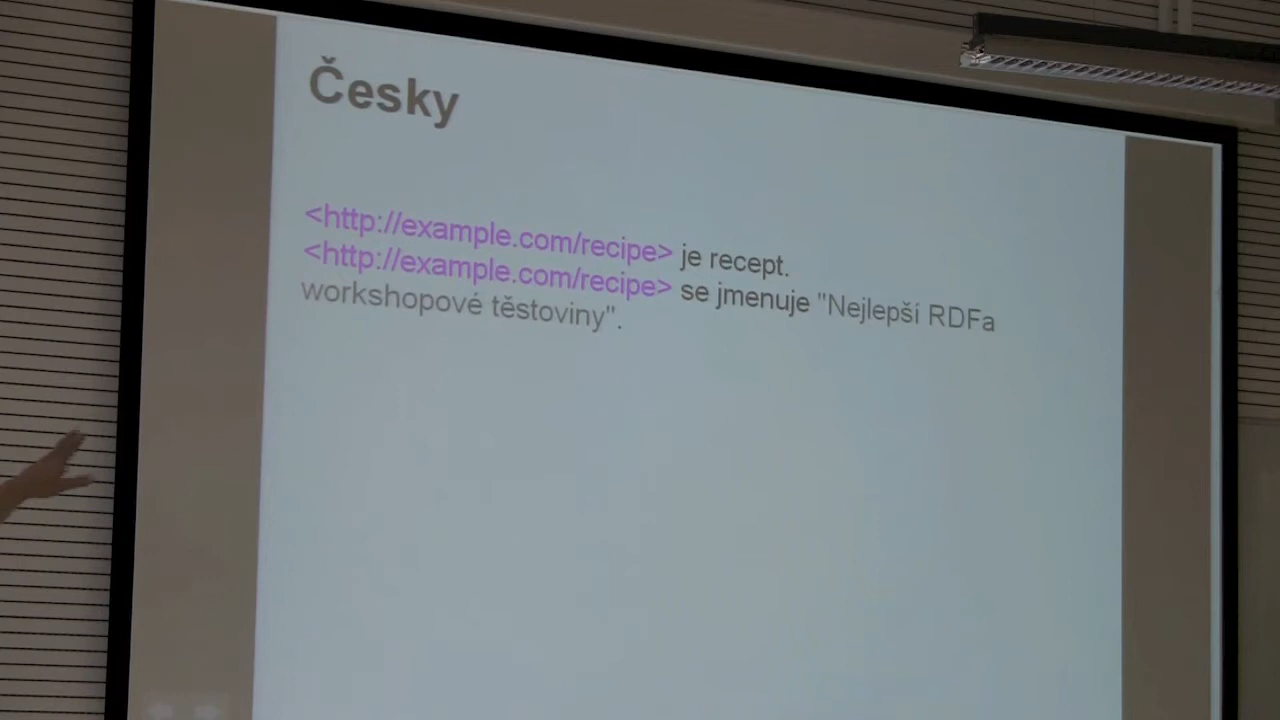 Česky
<http://example.com/recipe> je recept.
<http://example.com/recipe> se jmenuje "Nejlepší RDFa
workshopové těstoviny".